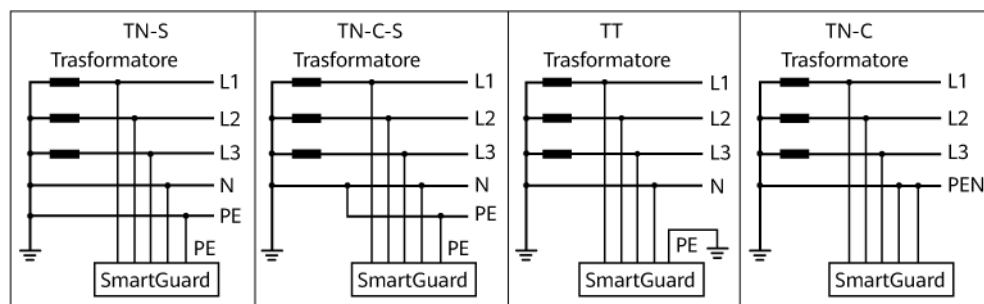 TN-S
Trasformatore
L1
L2
L3
N
PE
PE
SmartGuard
TN-C-S
Trasformatore
L1
L2
L3
N
PE
PE
SmartGuard
TT
Trasformatore
L1
L2
L3
N
PE
SmartGuard
TN-C
Trasformatore
L1
L2
L3
PEN
SmartGuard